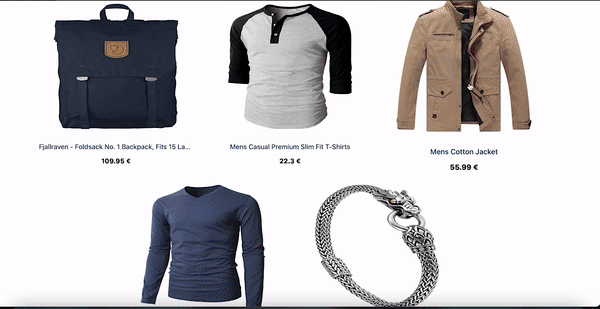 Fjallraven - Foldsack No. 1 Backpack, Fits 15 La...
109.95 €
Mens Casual Premium Slim Fit T-Shirts
22.3 €
Mens Cotton Jacket
55.99 €